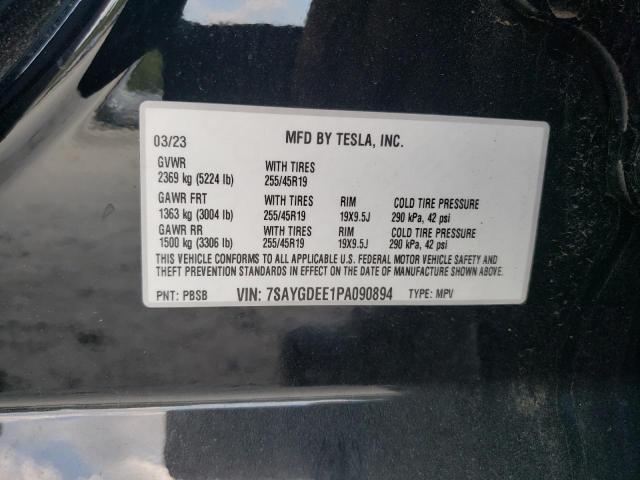 03/23 MFD BY TESLA, INC.
GVWR WITH TIRES
2369 kg (5224 lb) 255/45R19
GAWR FRT WITH TIRES RIM COLD TIRE PRESSURE
1363 kg (3004 lb) 255/45R19 19X9.5J 290 kPa, 42 psi
GAWR RR WITH TIRES RIM COLD TIRE PRESSURE
1500 kg (3306 lb) 255/45R19 19X9.5J 290 kPa, 42 psi
THIS VEHICLE CONFORMS TO ALL APPLICABLE U.S. FEDERAL MOTOR VEHICLE SAFETY AND
THEFT PREVENTION STANDARDS IN EFFECT ON THE DATE OF MANUFACTURE SHOWN ABOVE.
PNT: PBSB VIN: 7SAYGDEE1PA090894 TYPE: MPV